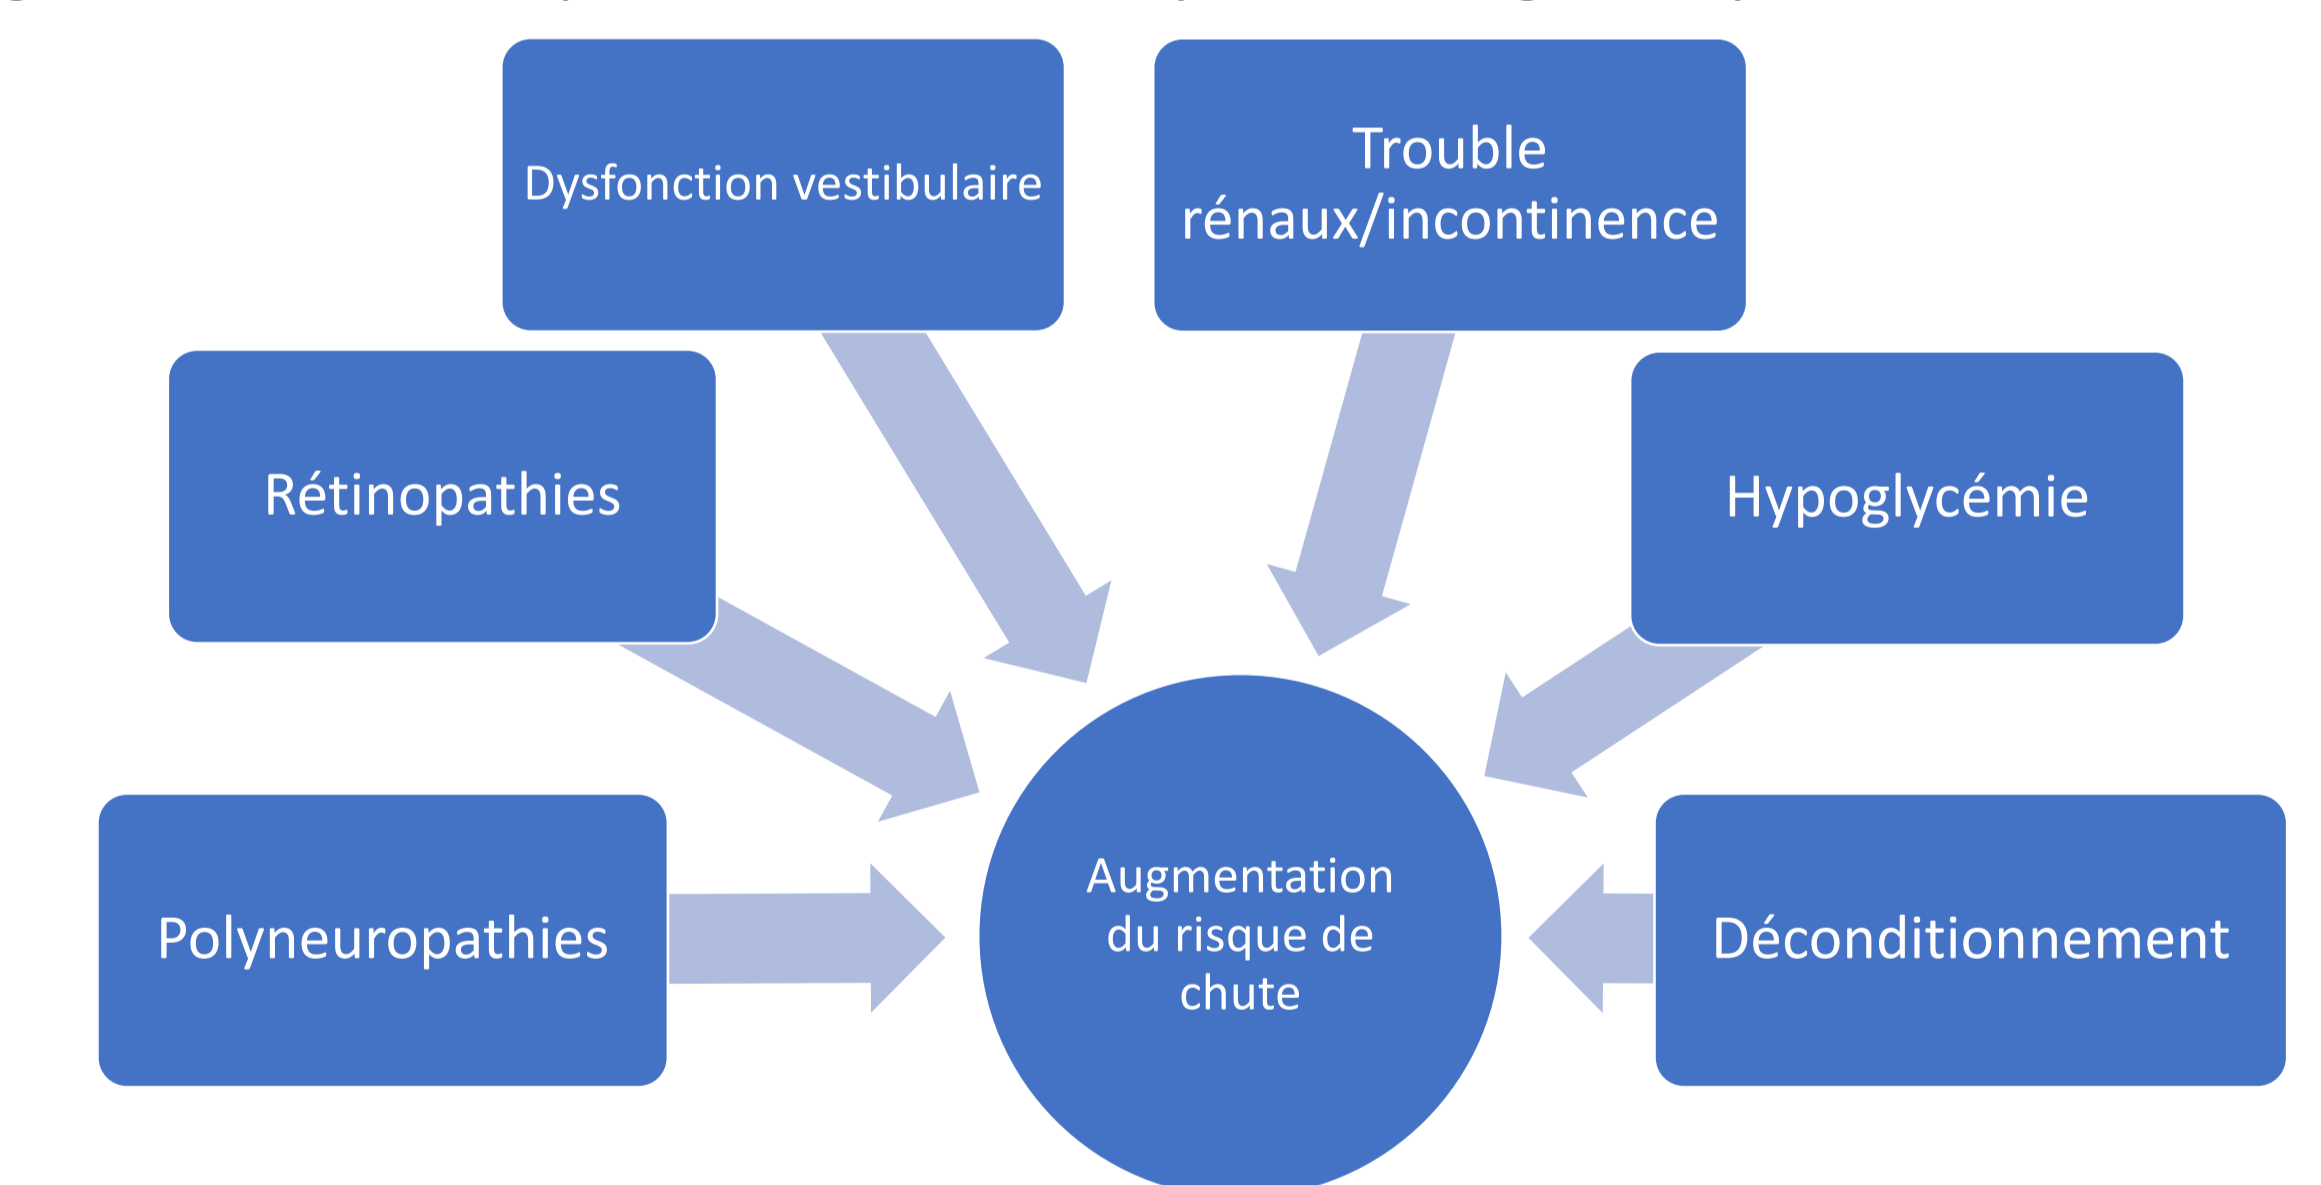 Dysfonction vestibulaire
Trouble
rénaux/incontinence
Rétinopathies
Hypoglycémie
Polyneuropathies
Augmentation
du risque de
chute
Déconditionnement